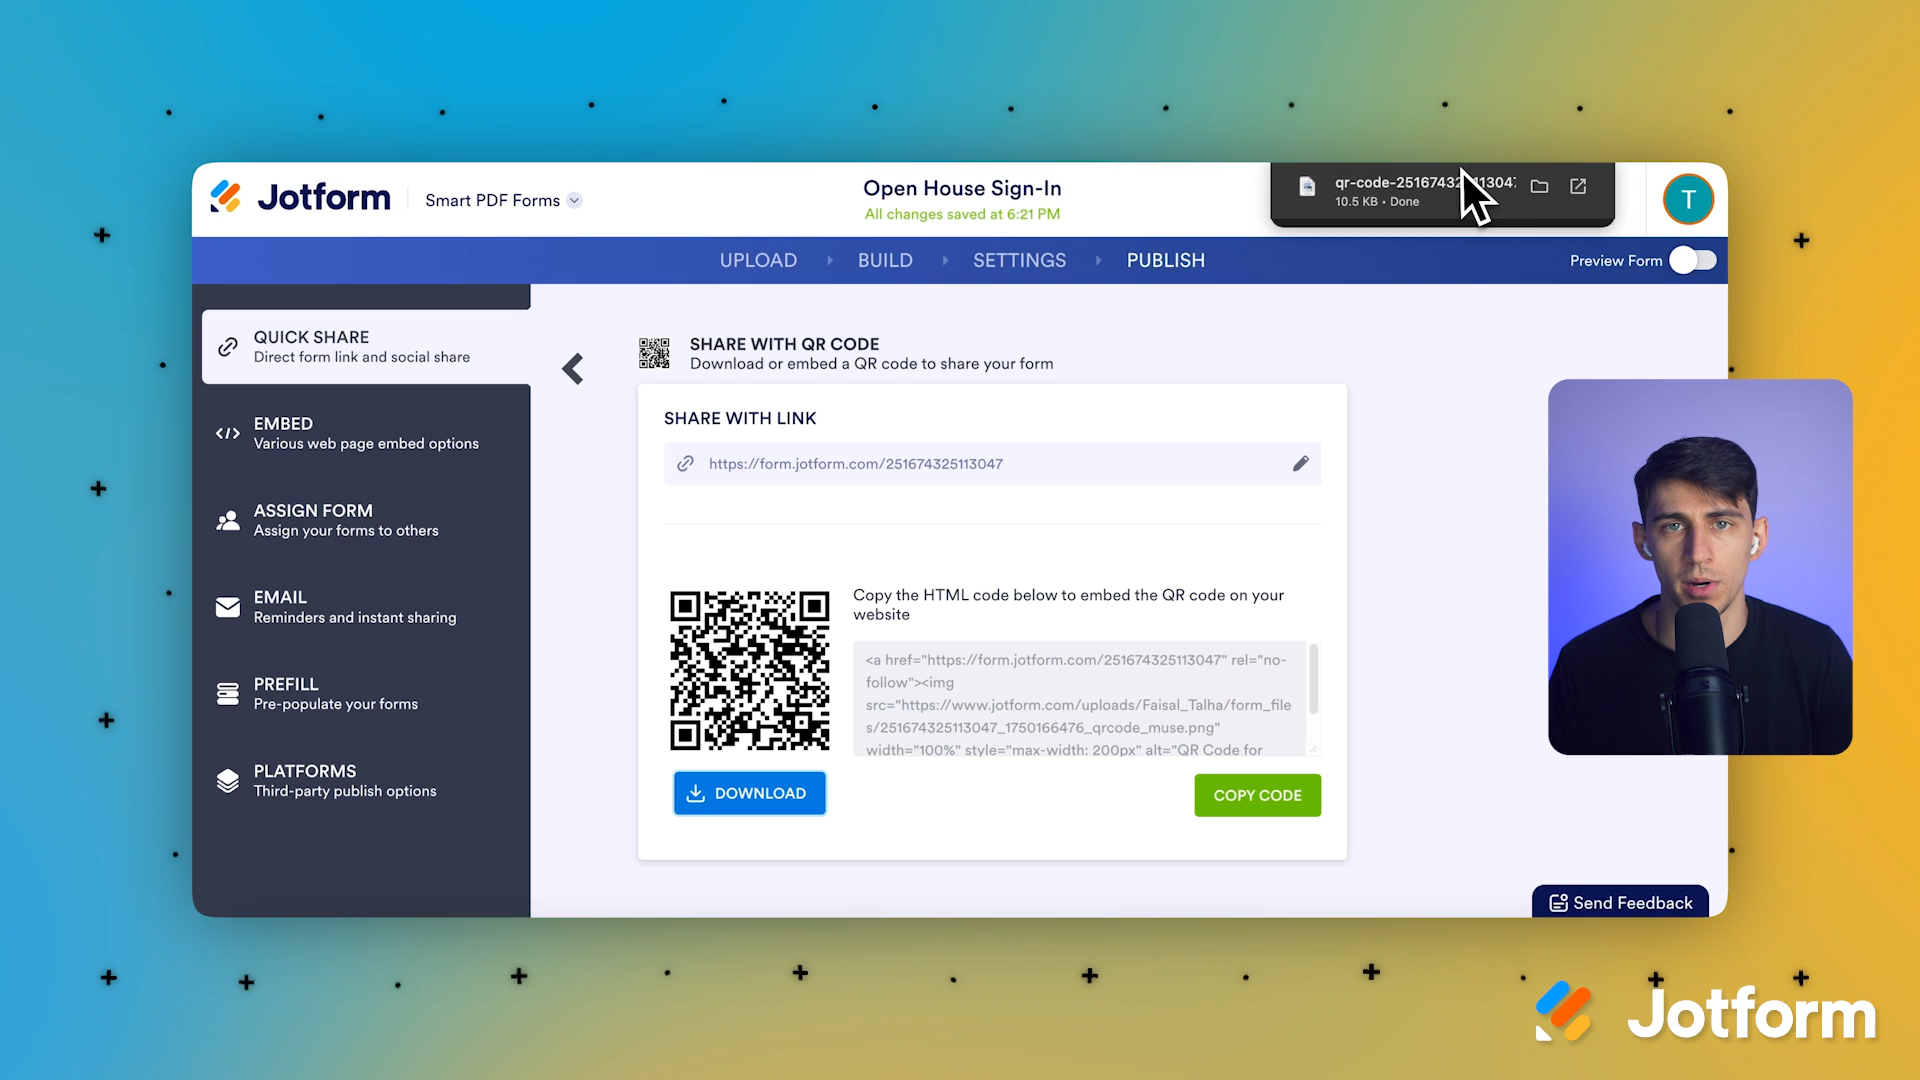 Jotform
Smart PDF Forms
Open House Sign-In
All changes saved at 6:21 PM
10.5 KB • Done
T
UPLOAD
BUILD
SETTINGS
PUBLISH
Preview Form
QUICK SHARE
Direct form link and social share
EMBED
Various web page embed options
ASSIGN FORM
Assign your forms to others
EMAIL
Reminders and instant sharing
PREFILL
Pre-populate your forms
PLATFORMS
Third-party publish options
SHARE WITH QR CODE
Download or embed a QR code to share your form
SHARE WITH LINK
https://form.jotform.com/251674325113047
Copy the HTML code below to embed the QR code on your
website
<a href="https://form.jotform.com/251674325113047" rel="no-
follow"><img
src="https://www.jotform.com/uploads/Faisal_Talha/form_file
s/251674325113047_1750166476_qrcode_muse.png"
width="100%" style="max-width: 200px" alt="QR Code for
DOWNLOAD
COPY CODE
Send Feedback
Jotform